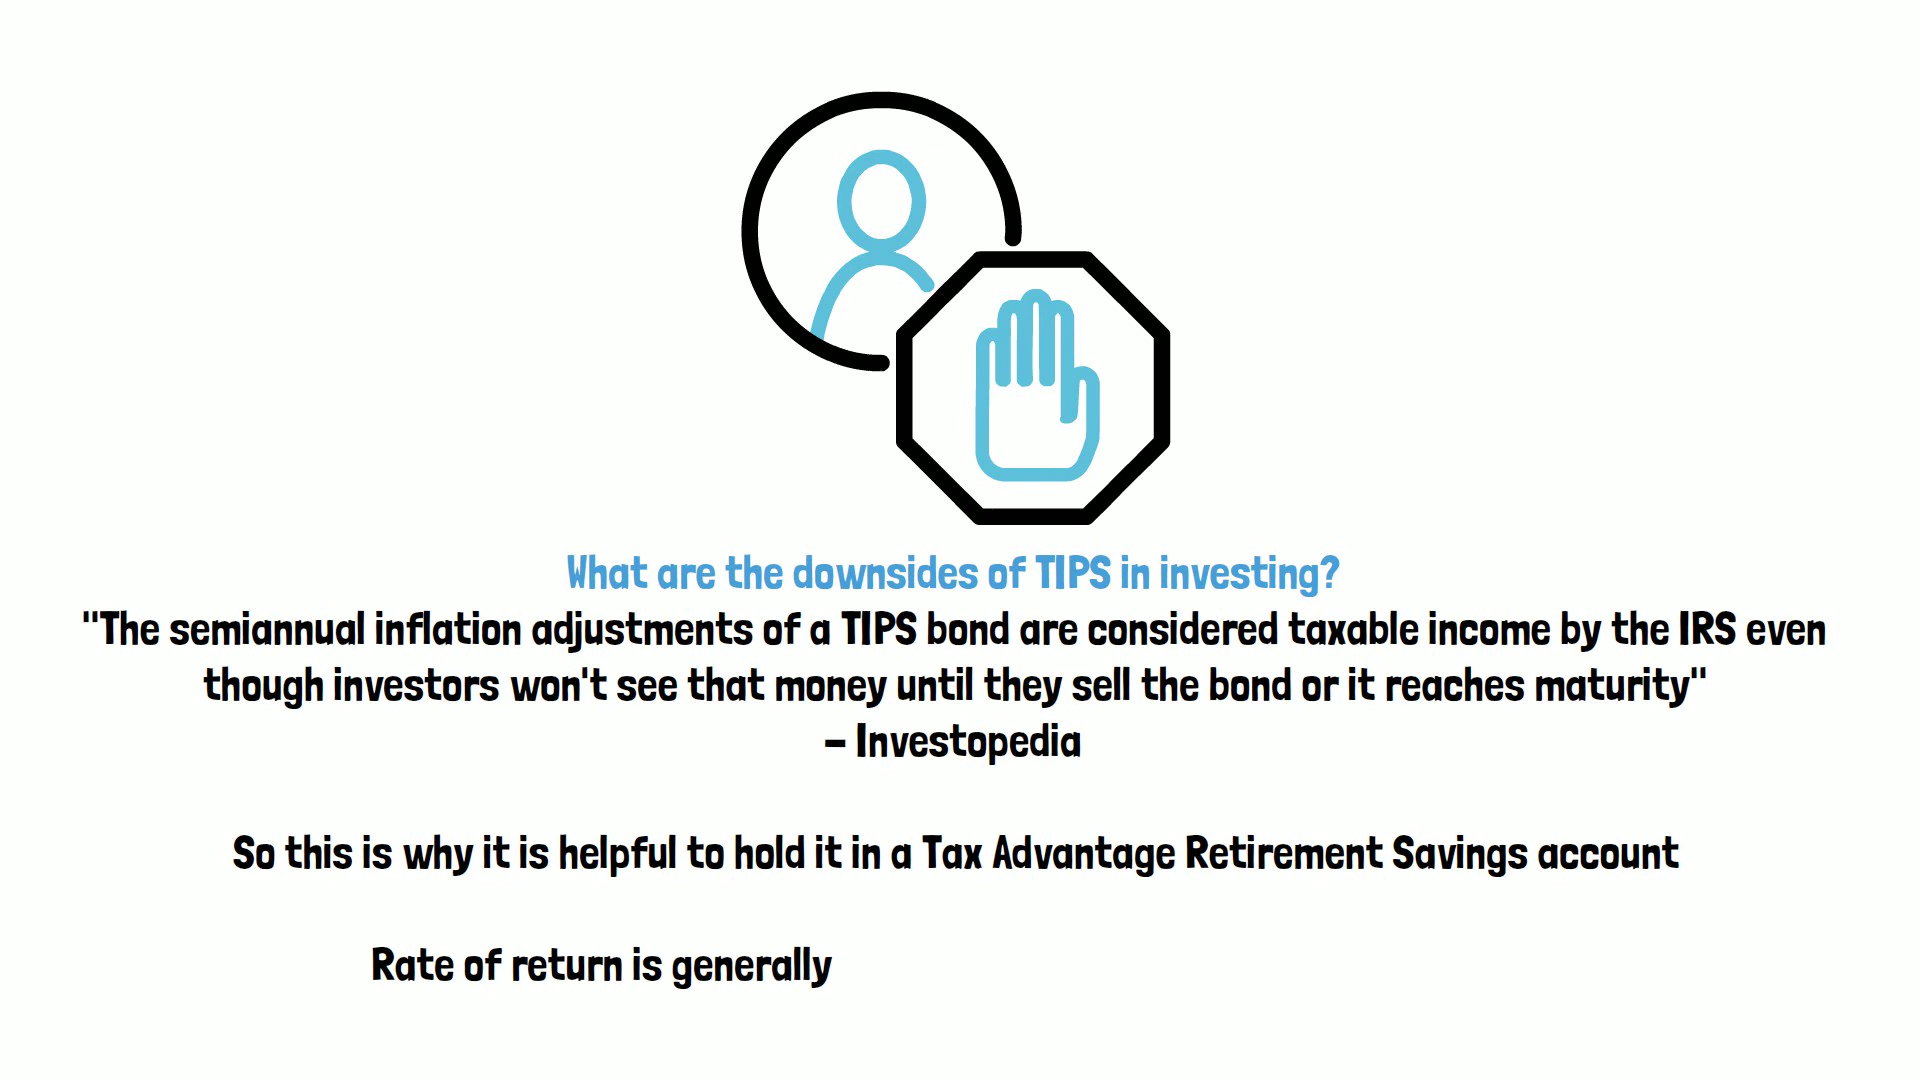 What are the downsides of TIPS in investing?
"The semiannual inflation adjustments of a TIPS bond are considered taxable income by the IRS even
though investors won't see that money until they sell the bond or it reaches maturity"
– Investopedia
So this is why it is helpful to hold it in a Tax Advantage Retirement Savings account
Rate of return is generally